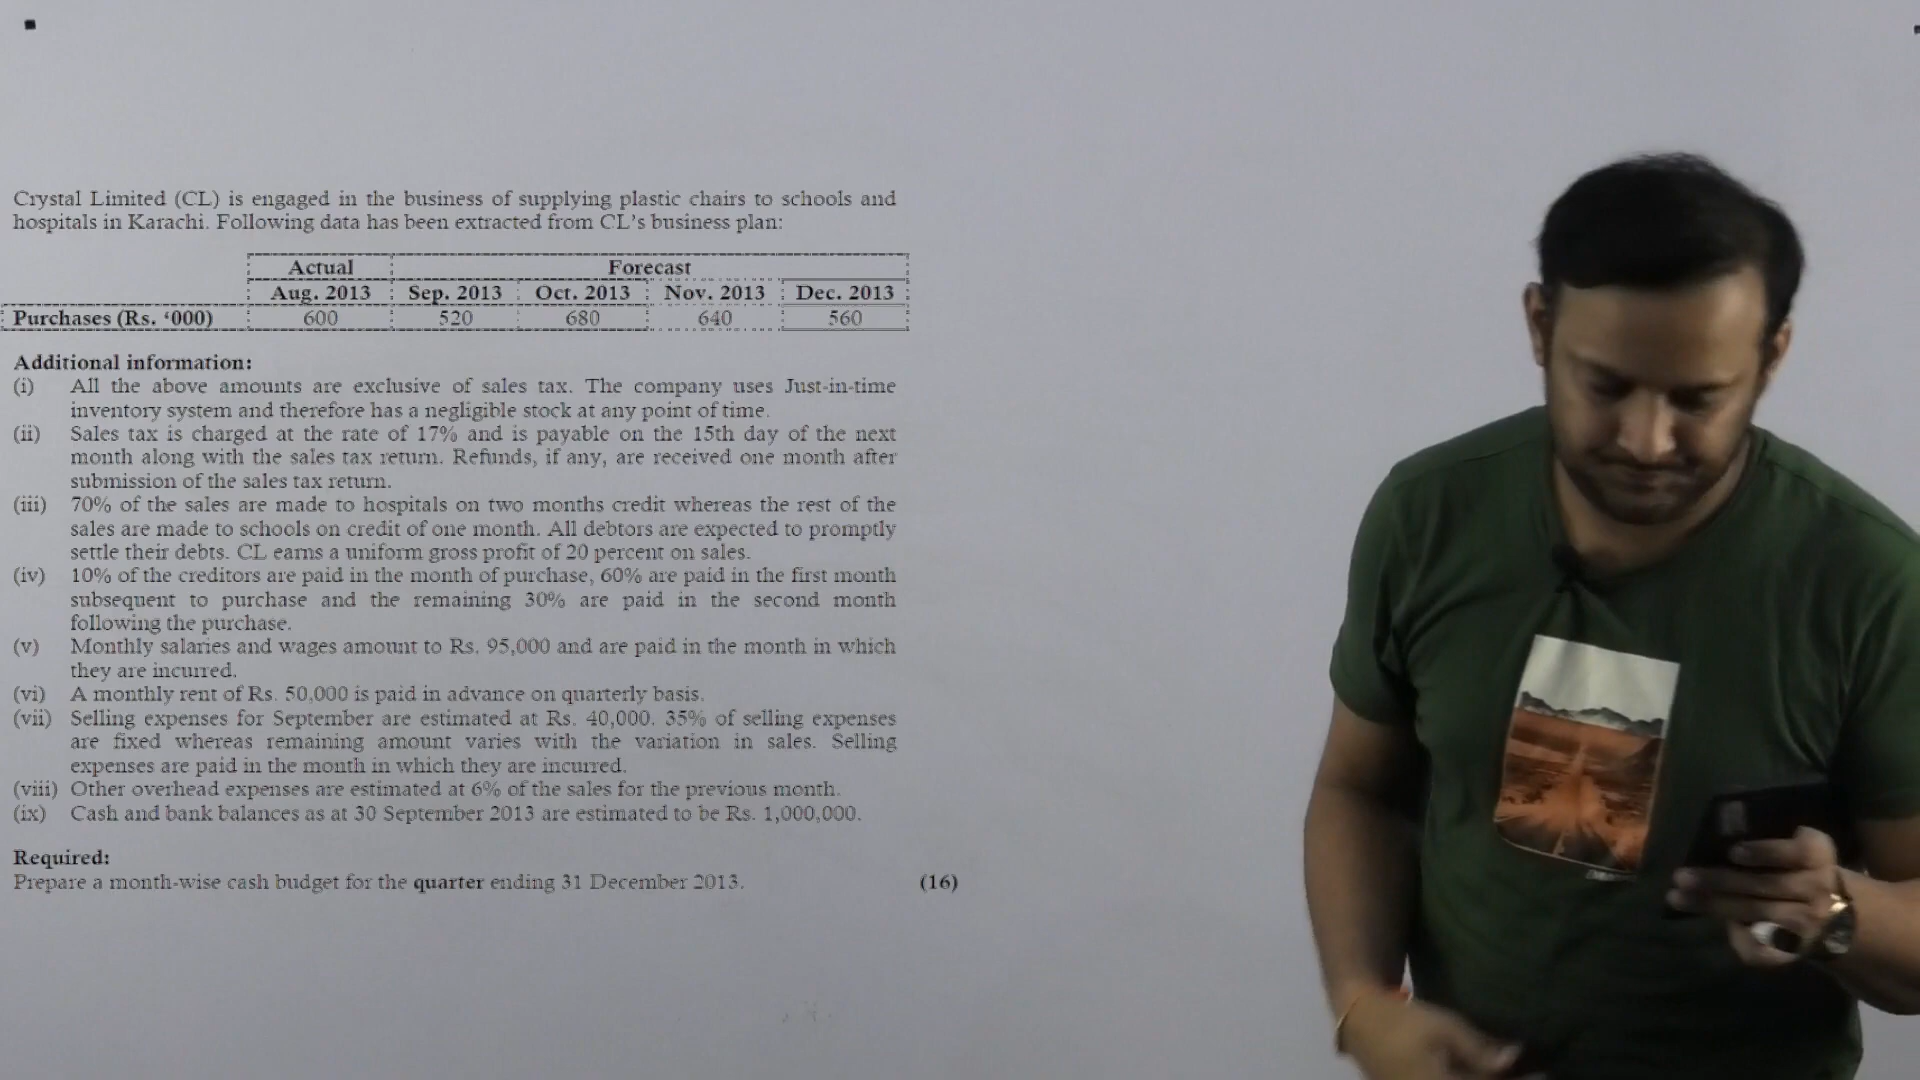 Crystal Limited (CL) is engaged in the business of supplying plastic chairs to schools and
hospitals in Karachi. Following data has been extracted from CL's business plan:
Actual Forecast
Aug. 2013 Sep. 2013 Oct. 2013 Nov. 2013 Dec. 2013
Purchases (Rs. ‘000) 600 520 680 640 560
Additional information:
(i) All the above amounts are exclusive of sales tax. The company uses Just-in-time
inventory system and therefore has a negligible stock at any point of time.
(ii) Sales tax is charged at the rate of 17% and is payable on the 15th day of the next
month along with the sales tax return. Refunds, if any, are received one month after
submission of the sales tax return.
(iii) 70% of the sales are made to hospitals on two months credit whereas the rest of the
sales are made to schools on credit of one month. All debtors are expected to promptly
settle their debts. CL earns a uniform gross profit of 20 percent on sales.
(iv) 10% of the creditors are paid in the month of purchase, 60% are paid in the first month
subsequent to purchase and the remaining 30% are paid in the second month
following the purchase.
(v) Monthly salaries and wages amount to Rs. 95,000 and are paid in the month in which
they are incurred.
(vi) A monthly rent of Rs. 50,000 is paid in advance on quarterly basis.
(vii) Selling expenses for September are estimated at Rs. 40,000. 35% of selling expenses
are fixed whereas remaining amount varies with the variation in sales. Selling
expenses are paid in the month in which they are incurred.
(viii) Other overhead expenses are estimated at 6% of the sales for the previous month.
(ix) Cash and bank balances as at 30 September 2013 are estimated to be Rs. 1,000,000.
Required:
Prepare a month-wise cash budget for the quarter ending 31 December 2013. (16)